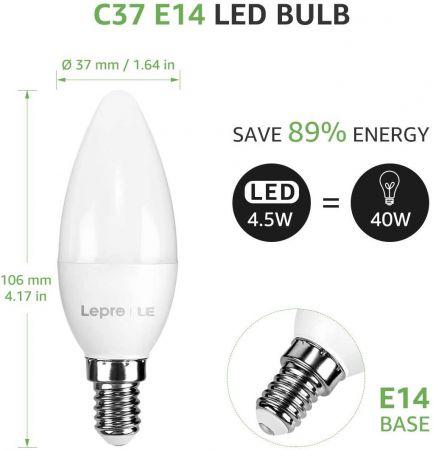 C37 E14 LED BULB
Ø 37 mm / 1.64 in
SAVE 89% ENERGY
LED
4.5W
=
40W
106 mm
4.17 in
Lepro LE
E14
BASE